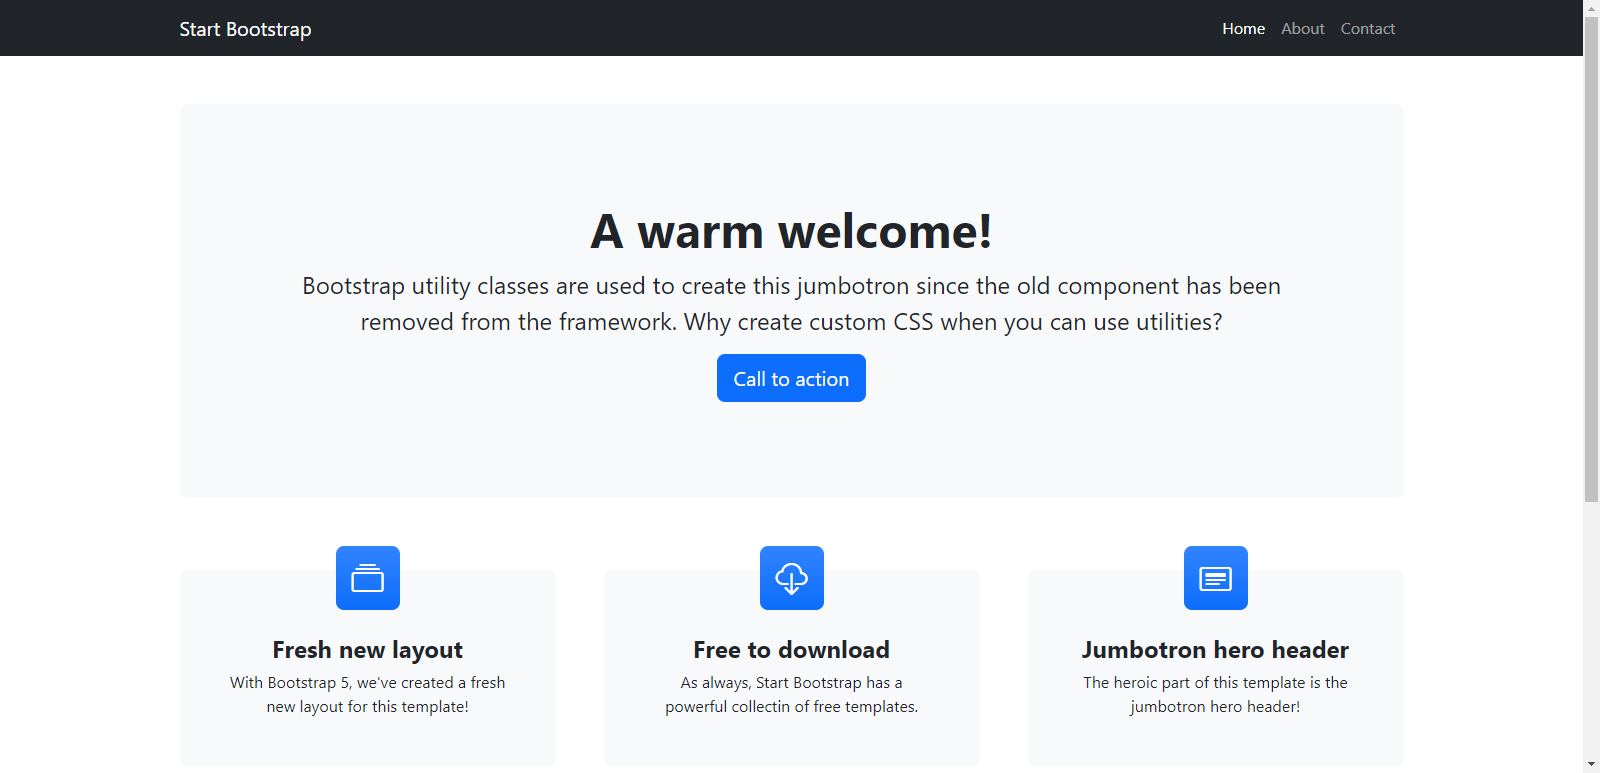 Start Bootstrap
Home About Contact
A warm welcome!
Bootstrap utility classes are used to create this jumbotron since the old component has been
removed from the framework. Why create custom CSS when you can use utilities?
Call to action
Fresh new layout
With Bootstrap 5, we've created a fresh
new layout for this template!
Free to download
As always, Start Bootstrap has a
powerful collectin of free templates.
Jumbotron hero header
The heroic part of this template is the
jumbotron hero header!